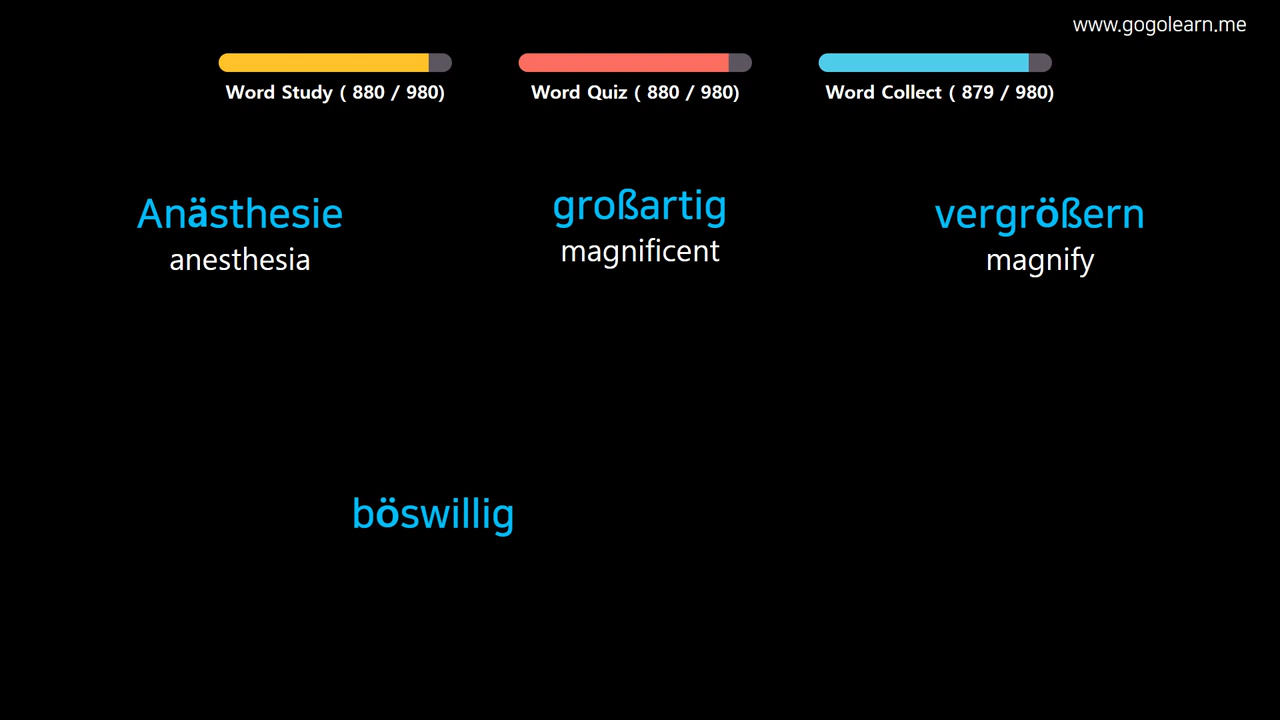 www.gogolearn.me
Word Study ( 880 / 980)
Word Quiz ( 880 / 980)
Word Collect ( 879 / 980)
Anästhesie
anesthesia
großartig
magnificent
vergrößern
magnify
böswillig